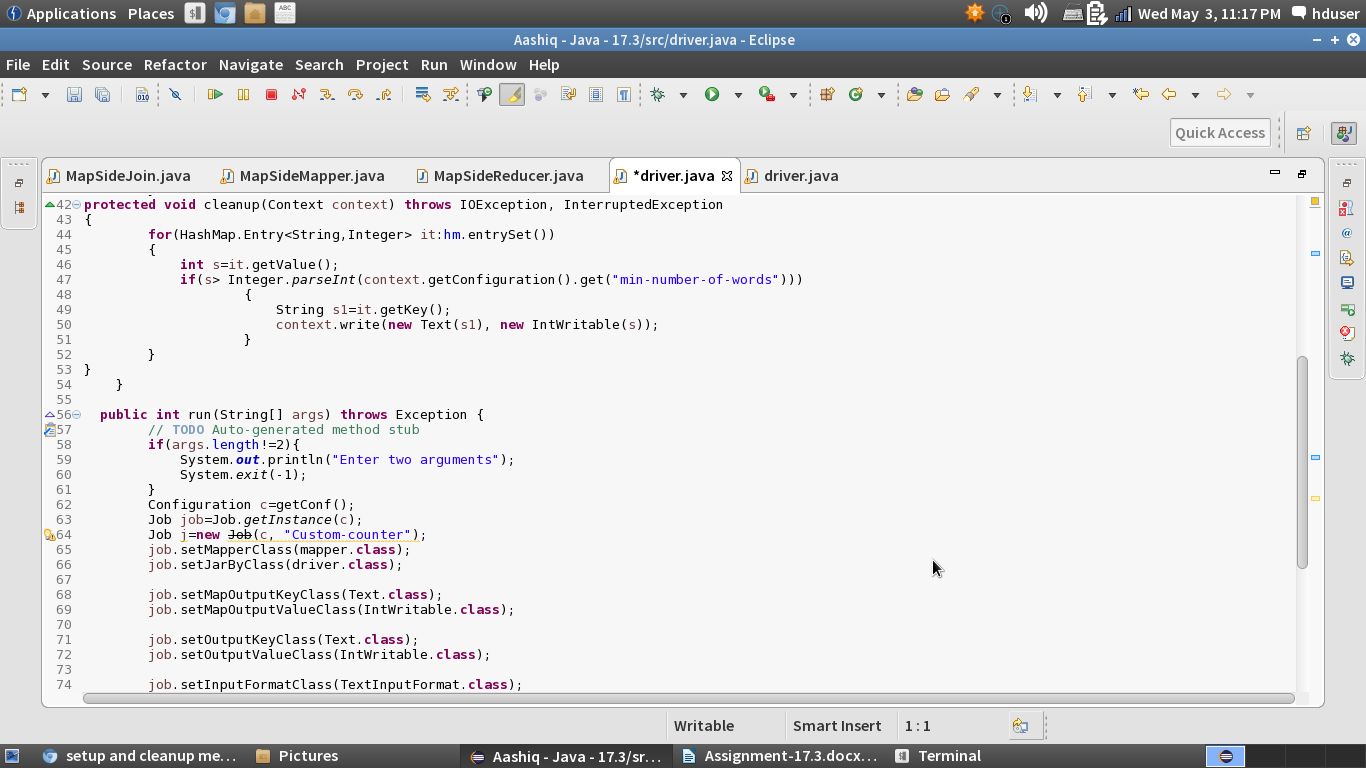 Applications Places Wed May 3, 11:17 PM hduser
Aashiq - Java - 17.3/src/driver.java - Eclipse
File Edit Source Refactor Navigate Search Project Run Window Help
Quick Access
MapSideJoin.java MapSideMapper.java MapSideReducer.java *driver.java driver.java
42 protected void cleanup(Context context) throws IOException, InterruptedException
43 {
44 for(HashMap.Entry<String,Integer> it:hm.entrySet())
45 {
46 int s=it.getValue();
47 if(s> Integer.parseInt(context.getConfiguration().get("min-number-of-words")))
48 {
49 String s1=it.getKey();
50 context.write(new Text(s1), new IntWritable(s));
51 }
52 }
53 }
54 }
55
56 public int run(String[] args) throws Exception {
57 // TODO Auto-generated method stub
58 if(args.length!=2){
59 System.out.println("Enter two arguments");
60 System.exit(-1);
61 }
62 Configuration c=getConf();
63 Job job=Job.getInstance(c);
64 Job j=new Job(c, "Custom-counter");
65 job.setMapperClass(mapper.class);
66 job.setJarByClass(driver.class);
67
68 job.setMapOutputKeyClass(Text.class);
69 job.setMapOutputValueClass(IntWritable.class);
70
71 job.setOutputKeyClass(Text.class);
72 job.setOutputValueClass(IntWritable.class);
73
74 job.setInputFormatClass(TextInputFormat.class);
Writable Smart Insert 1 : 1
setup and cleanup me... Pictures Aashiq - Java - 17.3/sr... Assignment-17.3.docx... Terminal